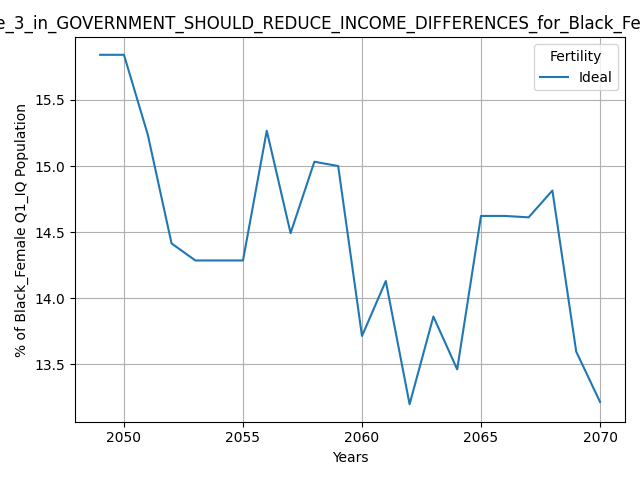 e_3_in_GOVERNMENT_SHOULD_REDUCE_INCOME_DIFFERENCES_for_Black_Fe
Fertility
Ideal
% of Black_Female Q1_IQ Population
15.5
15.0
14.5
14.0
13.5
2050 2055 2060 2065 2070
Years